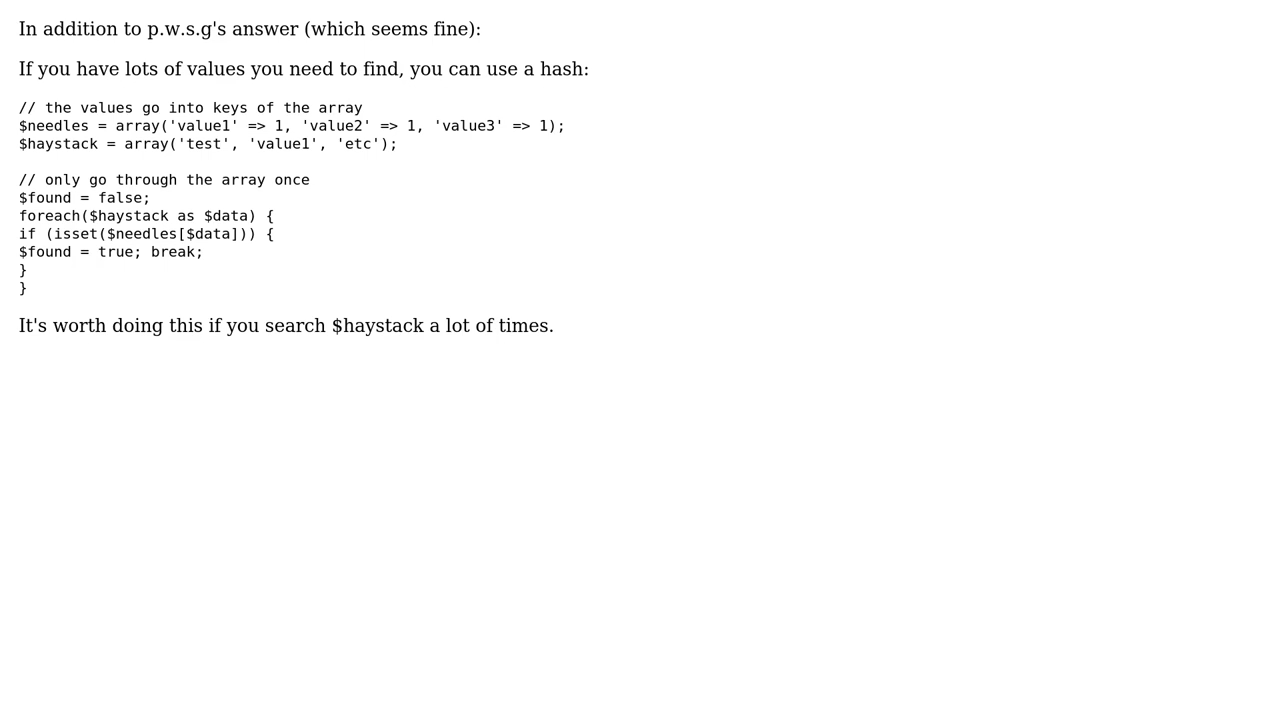 In addition to p.w.s.g's answer (which seems fine):
If you have lots of values you need to find, you can use a hash:
// the values go into keys of the array
$needles = array('value1' => 1, 'value2' => 1, 'value3' => 1);
$haystack = array('test', 'value1', 'etc');
// only go through the array once
$found = false;
foreach($haystack as $data) {
if (isset($needles[$data])) {
$found = true; break;
}
}
It's worth doing this if you search $haystack a lot of times.